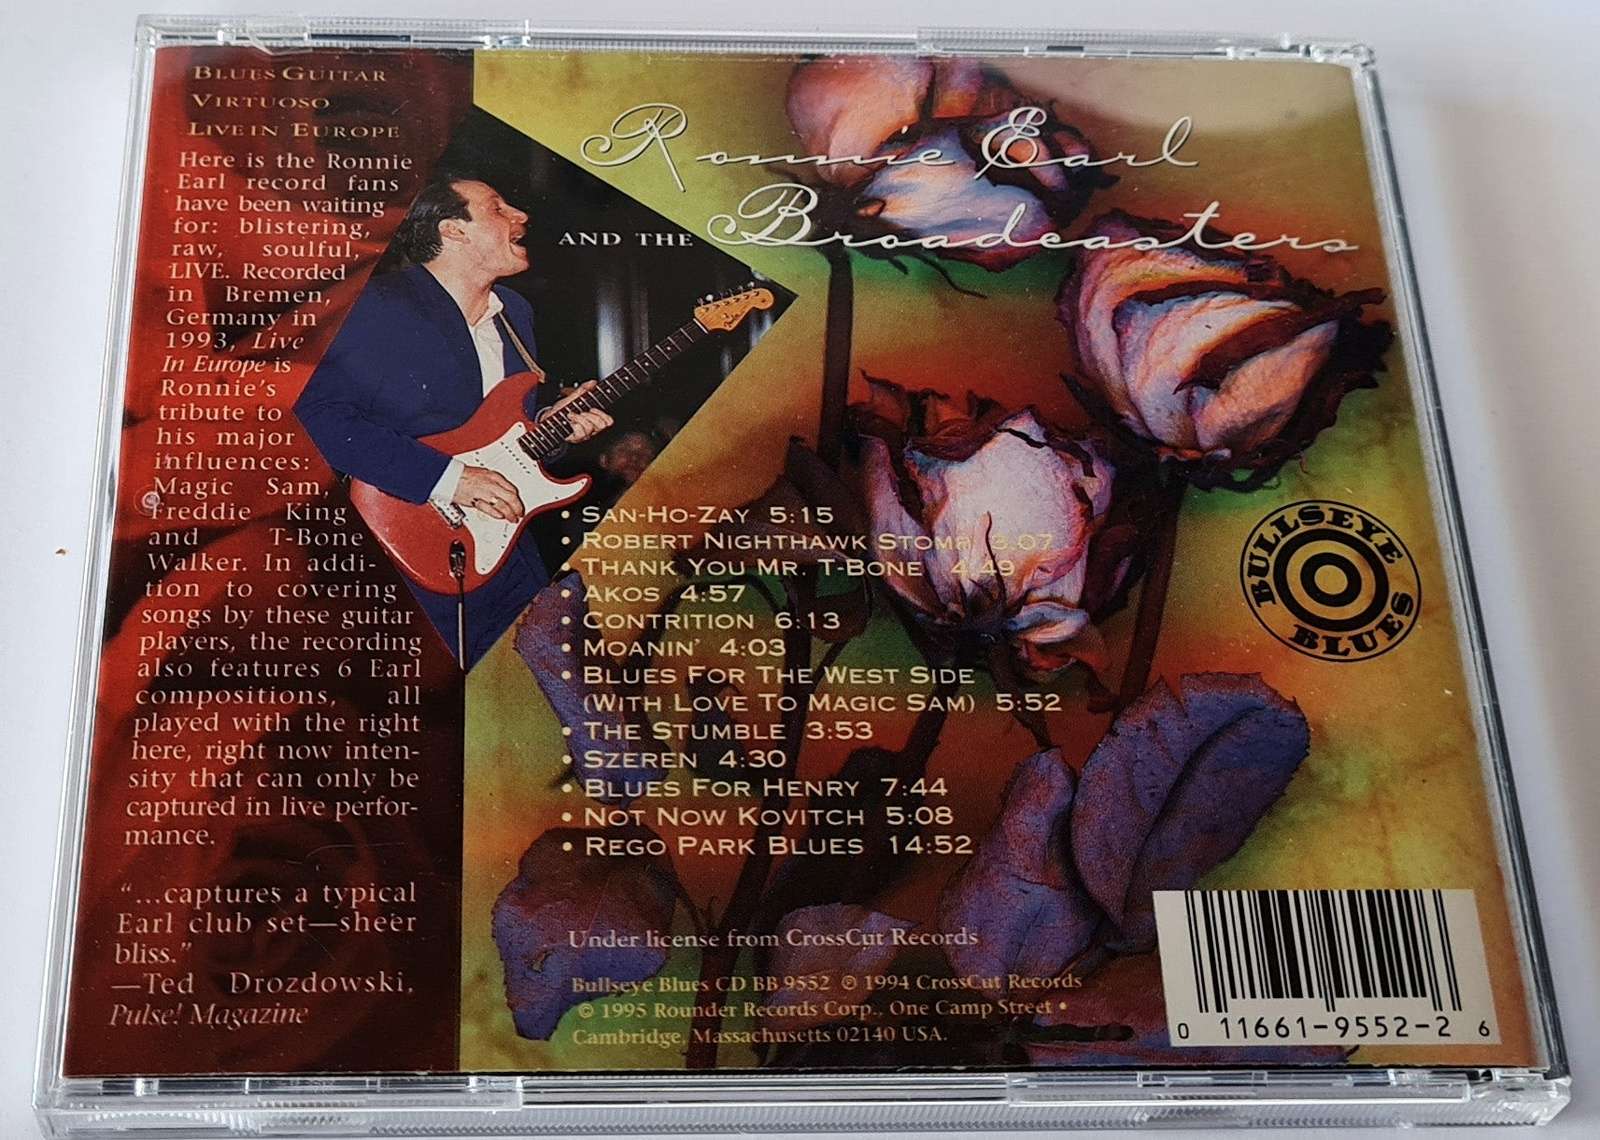 BLUES GUITAR
VIRTUOSO
LIVE IN EUROPE
Here is the Ronnie
Earl record fans
have been waiting
for: blistering,
raw, soulful,
LIVE. Recorded
in Bremen,
Germany in
1993, Live
In Europe is
Ronnie's
tribute to
his major
influences:
Magic Sam,
Freddie King
and T-Bone
Walker. In addi-
tion to covering
songs by these guitar
players, the recording
also features 6 Earl
compositions, all
played with the right
here, right now inten-
sity that can only be
captured in live perfor-
mance.
"...captures a typical
Earl club set—sheer
bliss."
—Ted Drozdowski,
Pulse! Magazine
Ronnie Earl
AND THE Broadcasters
• SAN-HO-ZAY 5:15
• ROBERT NIGHTHAWK STOMP 3:07
• THANK YOU MR. T-BONE 4:49
• AKOS 4:57
• CONTRITION 6:13
• MOANIN' 4:03
• BLUES FOR THE WEST SIDE
(WITH LOVE TO MAGIC SAM) 5:52
• THE STUMBLE 3:53
• SZEREN 4:30
• BLUES FOR HENRY 7:44
• NOT NOW KOVITCH 5:08
• REGO PARK BLUES 14:52
BULLSEYE
BLUES
Under license from CrossCut Records
Bullseye Blues CD BB 9552 ℗ 1994 CrossCut Records
© 1995 Rounder Records Corp., One Camp Street •
Cambridge, Massachusetts 02140 USA.
0 11661-9552-2 6